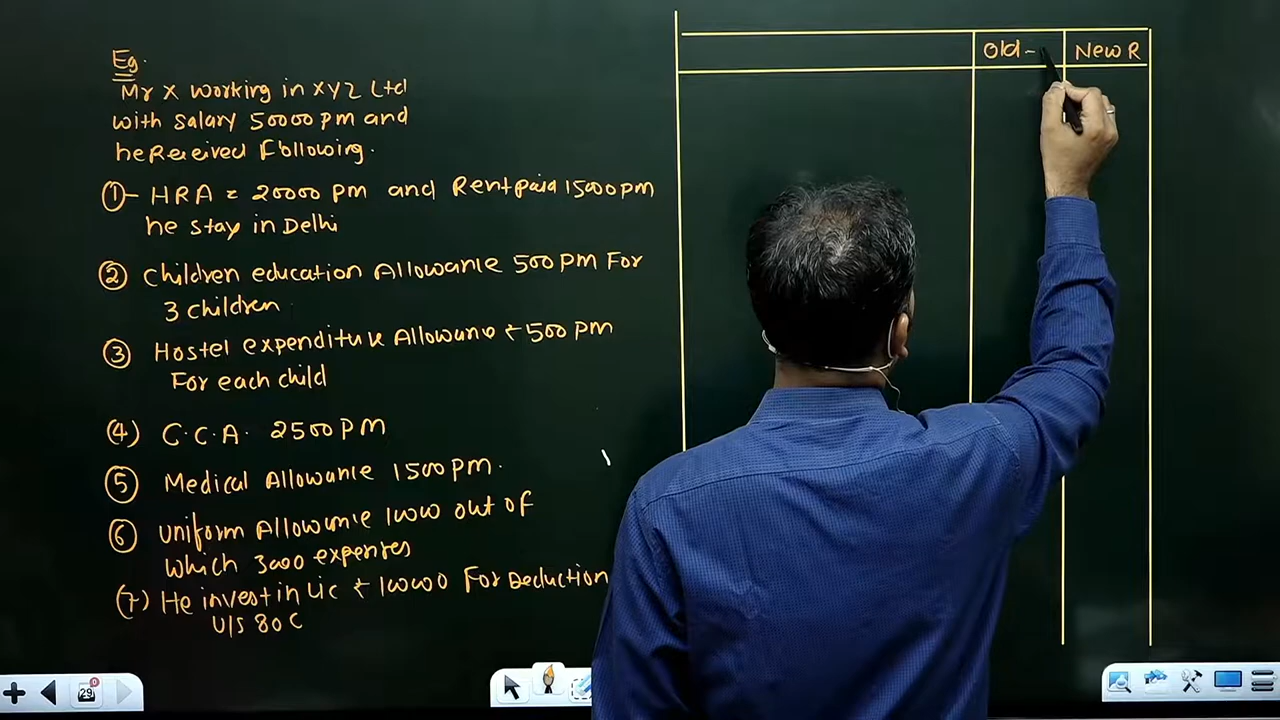 Eg.
Mr X working in XYZ Ltd
with salary 50000 pm and
he Received Following.
① - HRA = 20000 pm and Rent paid 15000 pm
he stay in Delhi
② children education Allowance 500 pm For
3 children
③ Hostel expenditure Allowance ₹ 500 pm
For each child
(4) C.C.A. 2500 PM
⑤ Medical Allowance 1500 pm.
⑥ Uniform Allowance out of
which 3000 expenses
(7) He invest in Lic ₹ For Deduction
U/S 80 C
Old - New R
29
0